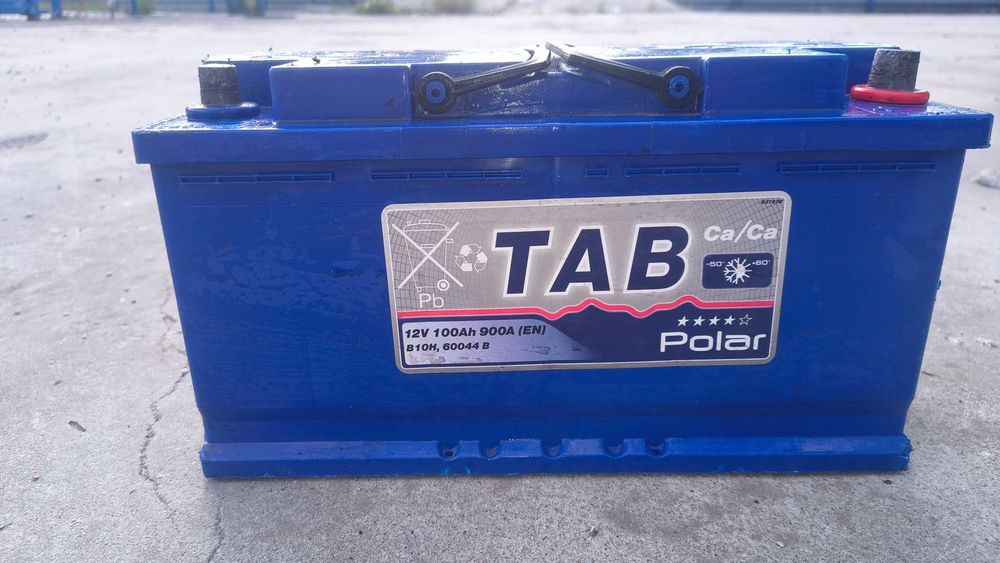 TAB
Ca/Ca
-50° +60°
Pb
12V 100Ah 900A (EN)
B10H, 60044 B
Polar